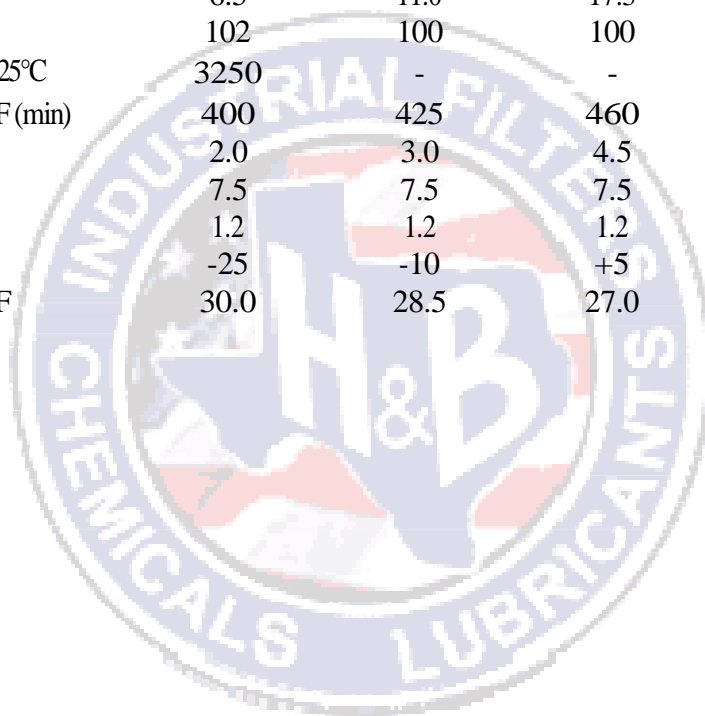 102 100 100
25°C 3250 - -
F (min) 400 425 460
2.0 3.0 4.5
7.5 7.5 7.5
1.2 1.2 1.2
-25 -10 +5
F 30.0 28.5 27.0
INDUSTRIAL FILTERS
H&B
CHEMICALS LUBRICANTS